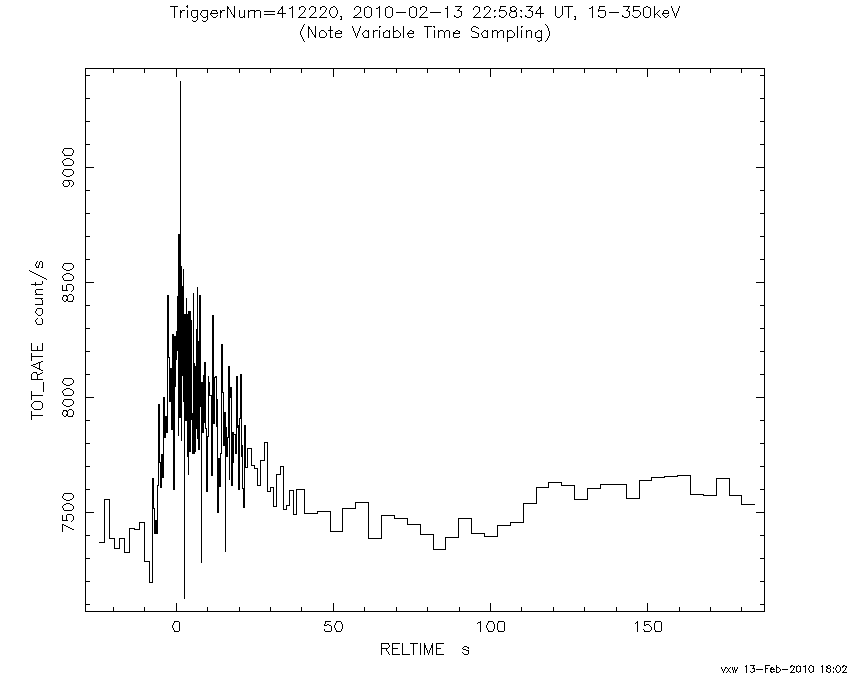 TriggerNum=412220, 2010-02-13 22:58:34 UT, 15-350keV
(Note Variable Time Sampling)
9000
8500
8000
7500
TOT_RATE count/s
0 50 100 150
RELTIME s
vxw 13-Feb-2010 18:02